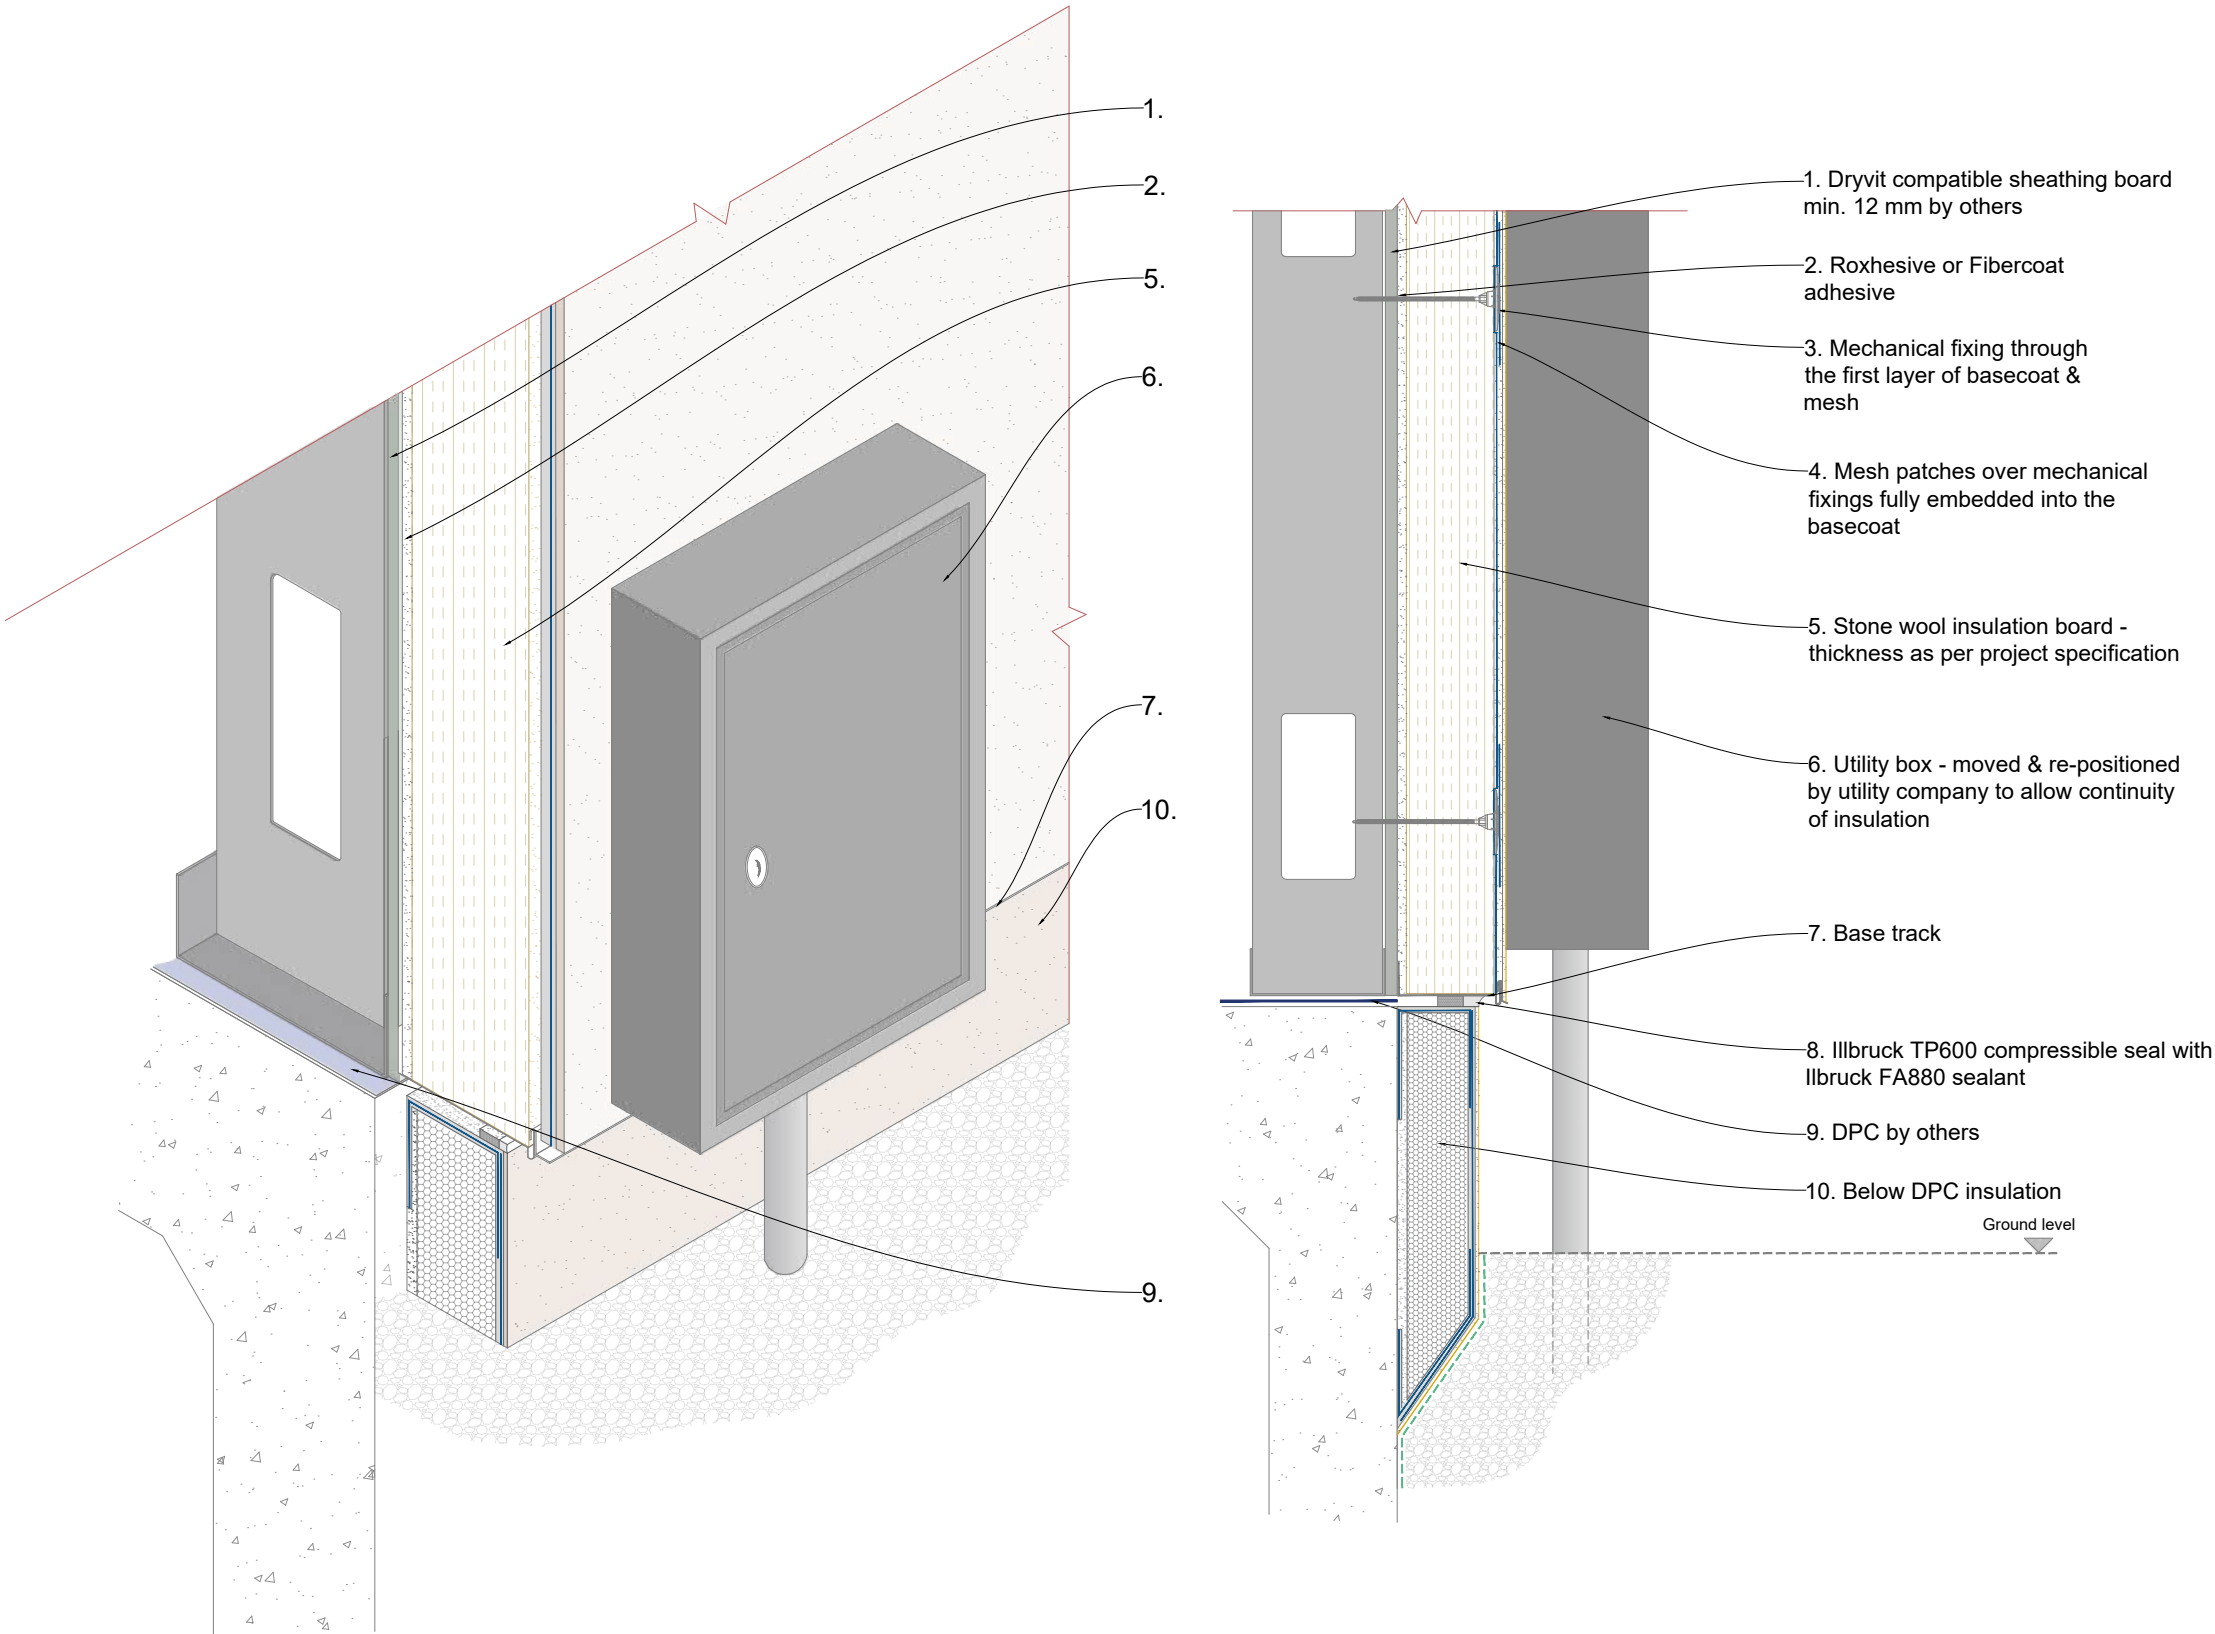 1.
2.
5.
6.
7.
10.
9.
1. Dryvit compatible sheathing board
min. 12 mm by others
2. Roxhesive or Fibercoat
adhesive
3. Mechanical fixing through
the first layer of basecoat &
mesh
4. Mesh patches over mechanical
fixings fully embedded into the
basecoat
5. Stone wool insulation board -
thickness as per project specification
6. Utility box - moved & re-positioned
by utility company to allow continuity
of insulation
7. Base track
8. Illbruck TP600 compressible seal with
Ilbruck FA880 sealant
9. DPC by others
10. Below DPC insulation
Ground level